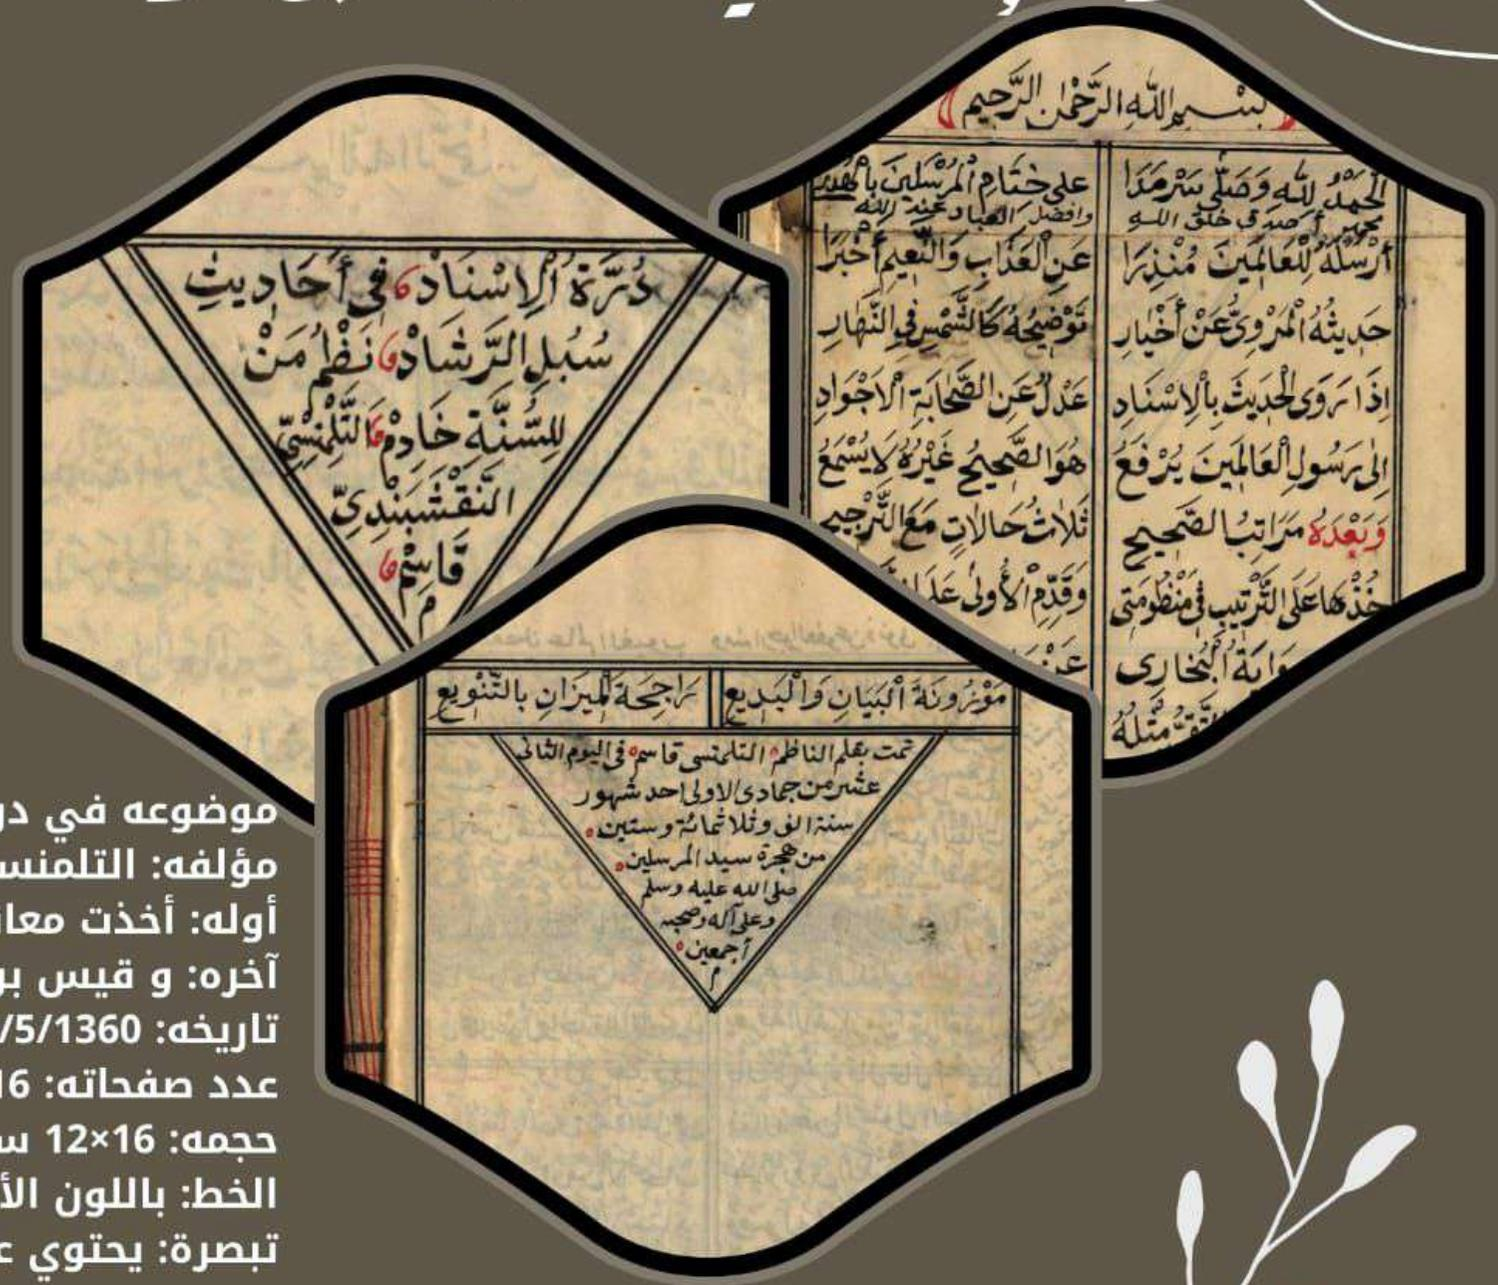 بسم الله الرحمن الرحيم
الحمد لله وصلى سرمدا على ختام المرسلين بالهدى
محمد أصدق خلق الله وافضل العباد عند الله
أرسله للعالمين منذرا عن العذاب والنعيم أخبرا
حديثه المروي عن أخيار توضيحه كالشمس في النهار
إذا روى الحديث بالإسناد عدل عن الصحابة الاجواد
إلى رسول العالمين يرفع هو الصحيح غيره لا يسمع
وبعده مراتب الصحيح ثلاث حالات مع الترجيح
خذها على الترتيب في منظومتي وقدم الأولى على
البخاري
مثله
درة الإسناد في أحاديث
سبل الرشاد نظم من
للسنة خادم التلمنسي
النقشبندي
قاسم
م
موزونة البيان والبديع راجحة الميزان بالتنويع
تمت بقلم الناظم التلمنسي قاسم في اليوم الثاني
عشر من جمادى الاولى احد شهور
سنة الف وثلاثمائة وستين
من هجرة سيد المرسلين
صلى الله عليه وسلم
وعلى آله وصحبه
أجمعين
م
موضوعه في
مؤلفه: التلمنس
أوله: أخذت
آخره: و قيس
تاريخه: 5/1360/
عدد صفحاته: 16
حجمه: 16×12
الخط: باللون
تبصرة: يحتوي